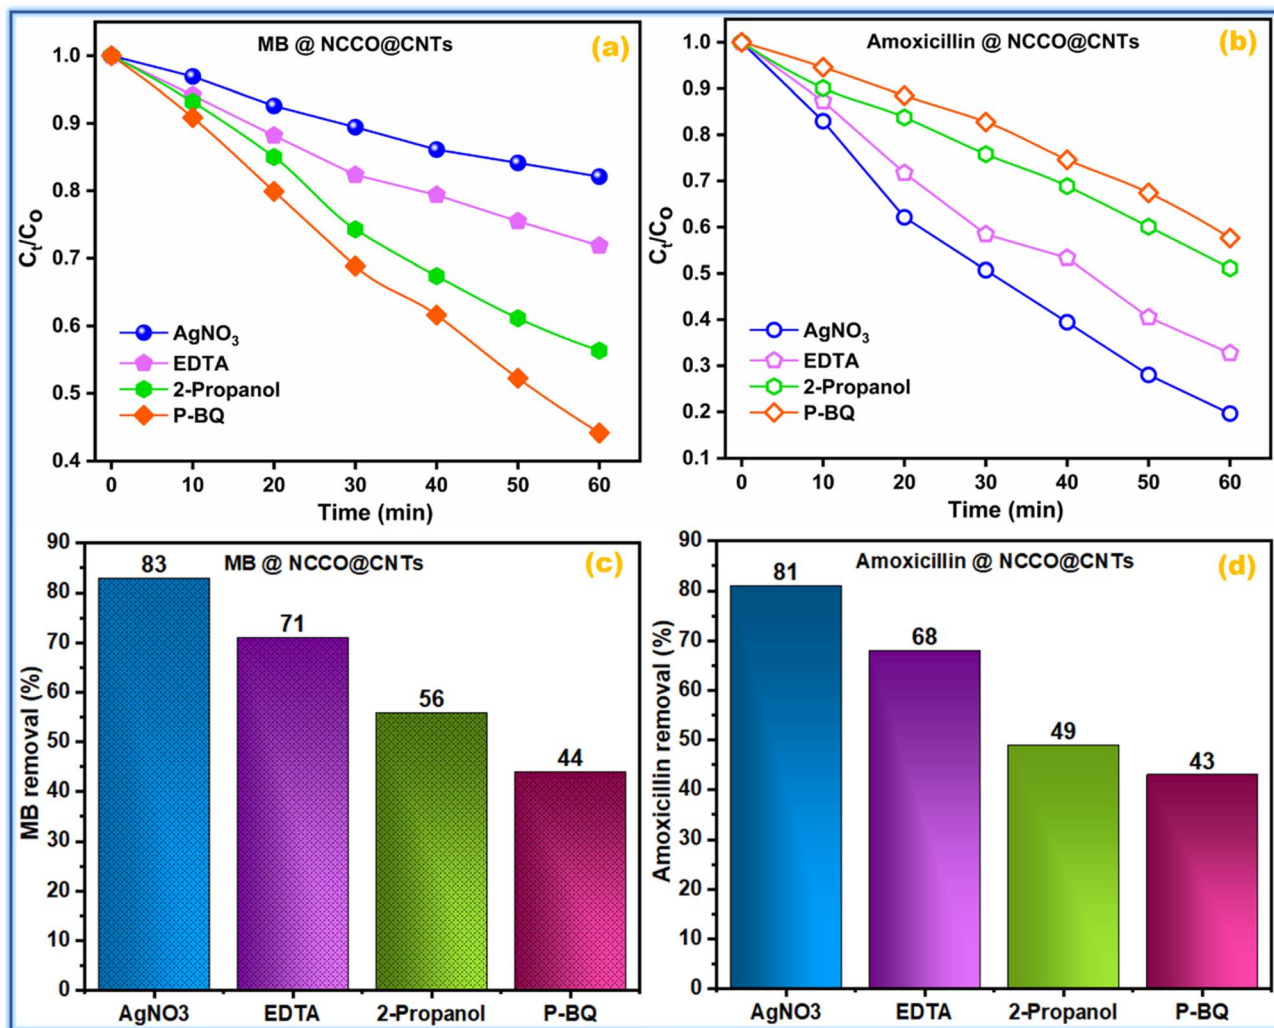 MB @ NCCO@CNTs
(a)
1.0
0.9
0.8
0.7
0.6
0.5
0.4
Ct/Co
AgNO3
EDTA
2-Propanol
P-BQ
0 10 20 30 40 50 60
Time (min)
Amoxicillin @ NCCO@CNTs
(b)
1.0
0.9
0.8
0.7
0.6
0.5
0.4
0.3
0.2
0.1
Ct/Co
AgNO3
EDTA
2-Propanol
P-BQ
0 10 20 30 40 50 60
Time (min)
MB @ NCCO@CNTs
(c)
90
80
70
60
50
40
30
20
10
0
MB removal (%)
83
71
56
44
AgNO3 EDTA 2-Propanol P-BQ
Amoxicillin @ NCCO@CNTs
(d)
90
80
70
60
50
40
30
20
10
0
Amoxicillin removal (%)
81
68
49
43
AgNO3 EDTA 2-Propanol P-BQ